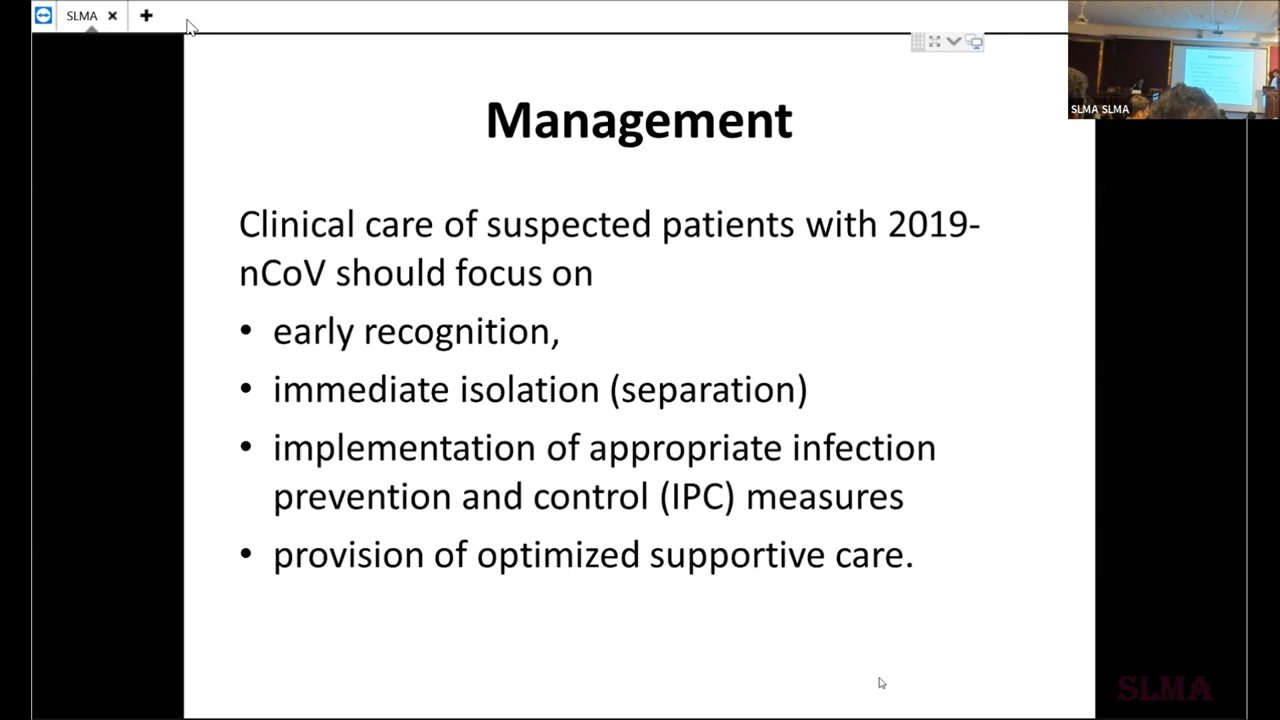 SLMA
SLMA SLMA
Management
Clinical care of suspected patients with 2019-
nCoV should focus on
• early recognition,
• immediate isolation (separation)
• implementation of appropriate infection
prevention and control (IPC) measures
• provision of optimized supportive care.
SLMA